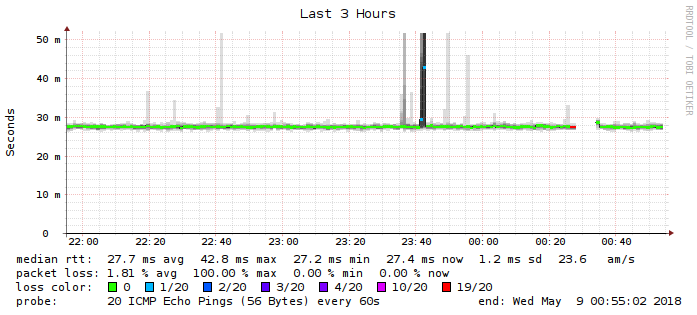 Last 3 Hours
RRDTOOL / TOBI OETIKER
Seconds
50 m
40 m
30 m
20 m
10 m
0
22:00 22:20 22:40 23:00 23:20 23:40 00:00 00:20 00:40
median rtt: 27.7 ms avg 42.8 ms max 27.2 ms min 27.4 ms now 1.2 ms sd 23.6 am/s
packet loss: 1.81 % avg 100.00 % max 0.00 % min 0.00 % now
loss color: 0 1/20 2/20 3/20 4/20 10/20 19/20
probe: 20 ICMP Echo Pings (56 Bytes) every 60s end: Wed May 9 00:55:02 2018